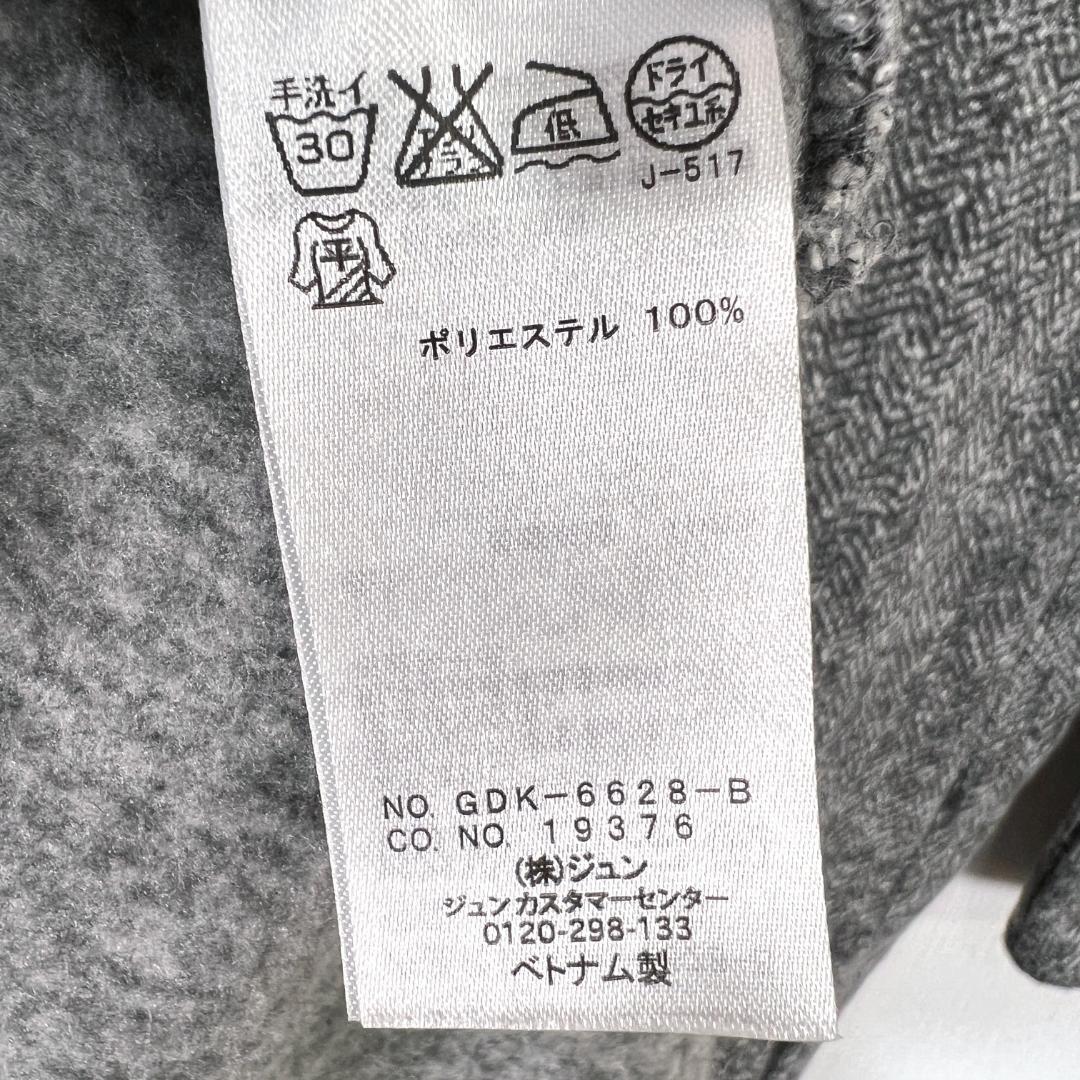 手洗イ
30
エンソ
サラシ
低
ドライ
セキユ系
J-517
平
ポリエステル 100%
NO. GDK-6628-B
CO. NO. 19376
(株)ジュン
ジュンカスタマーセンター
0120-298-133
ベトナム製